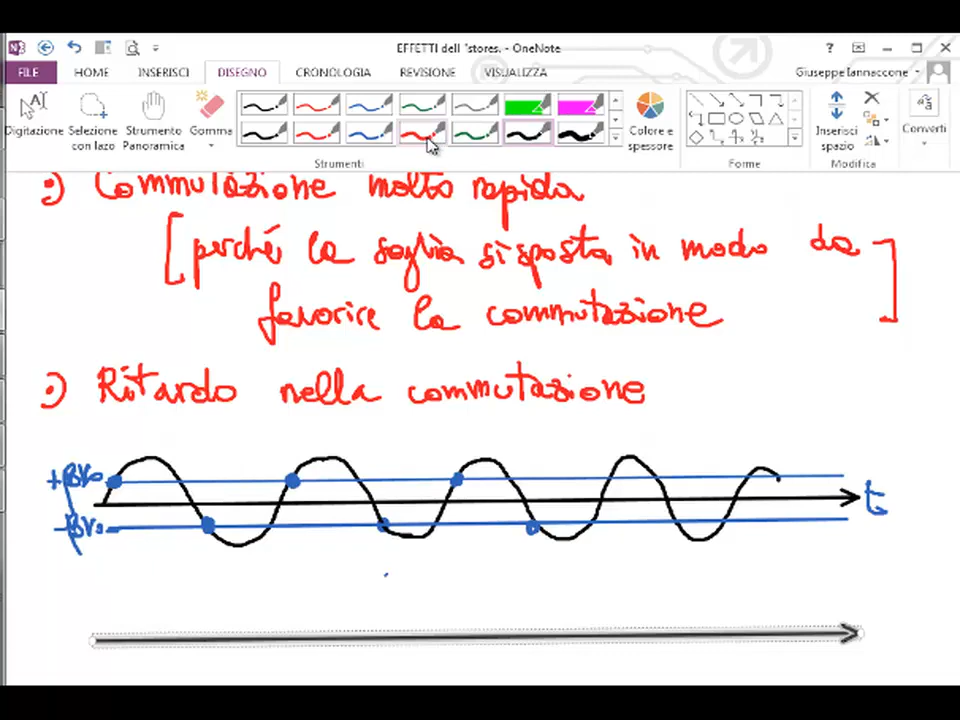 EFFETTI dell 'stores. - OneNote
?
FILE HOME INSERISCI DISEGNO CRONOLOGIA REVISIONE VISUALIZZA Giuseppe Iannaccone
Digitazione Selezione con lazo Strumento Panoramica Gomma Colore e spessore Inserisci spazio Converti
Strumenti Forme Modifica
•) Commutazione molto rapida
[perché la soglia si sposta in modo da
favorire la commutazione]
•) Ritardo nella commutazione
+βV₀
t
-βV₀